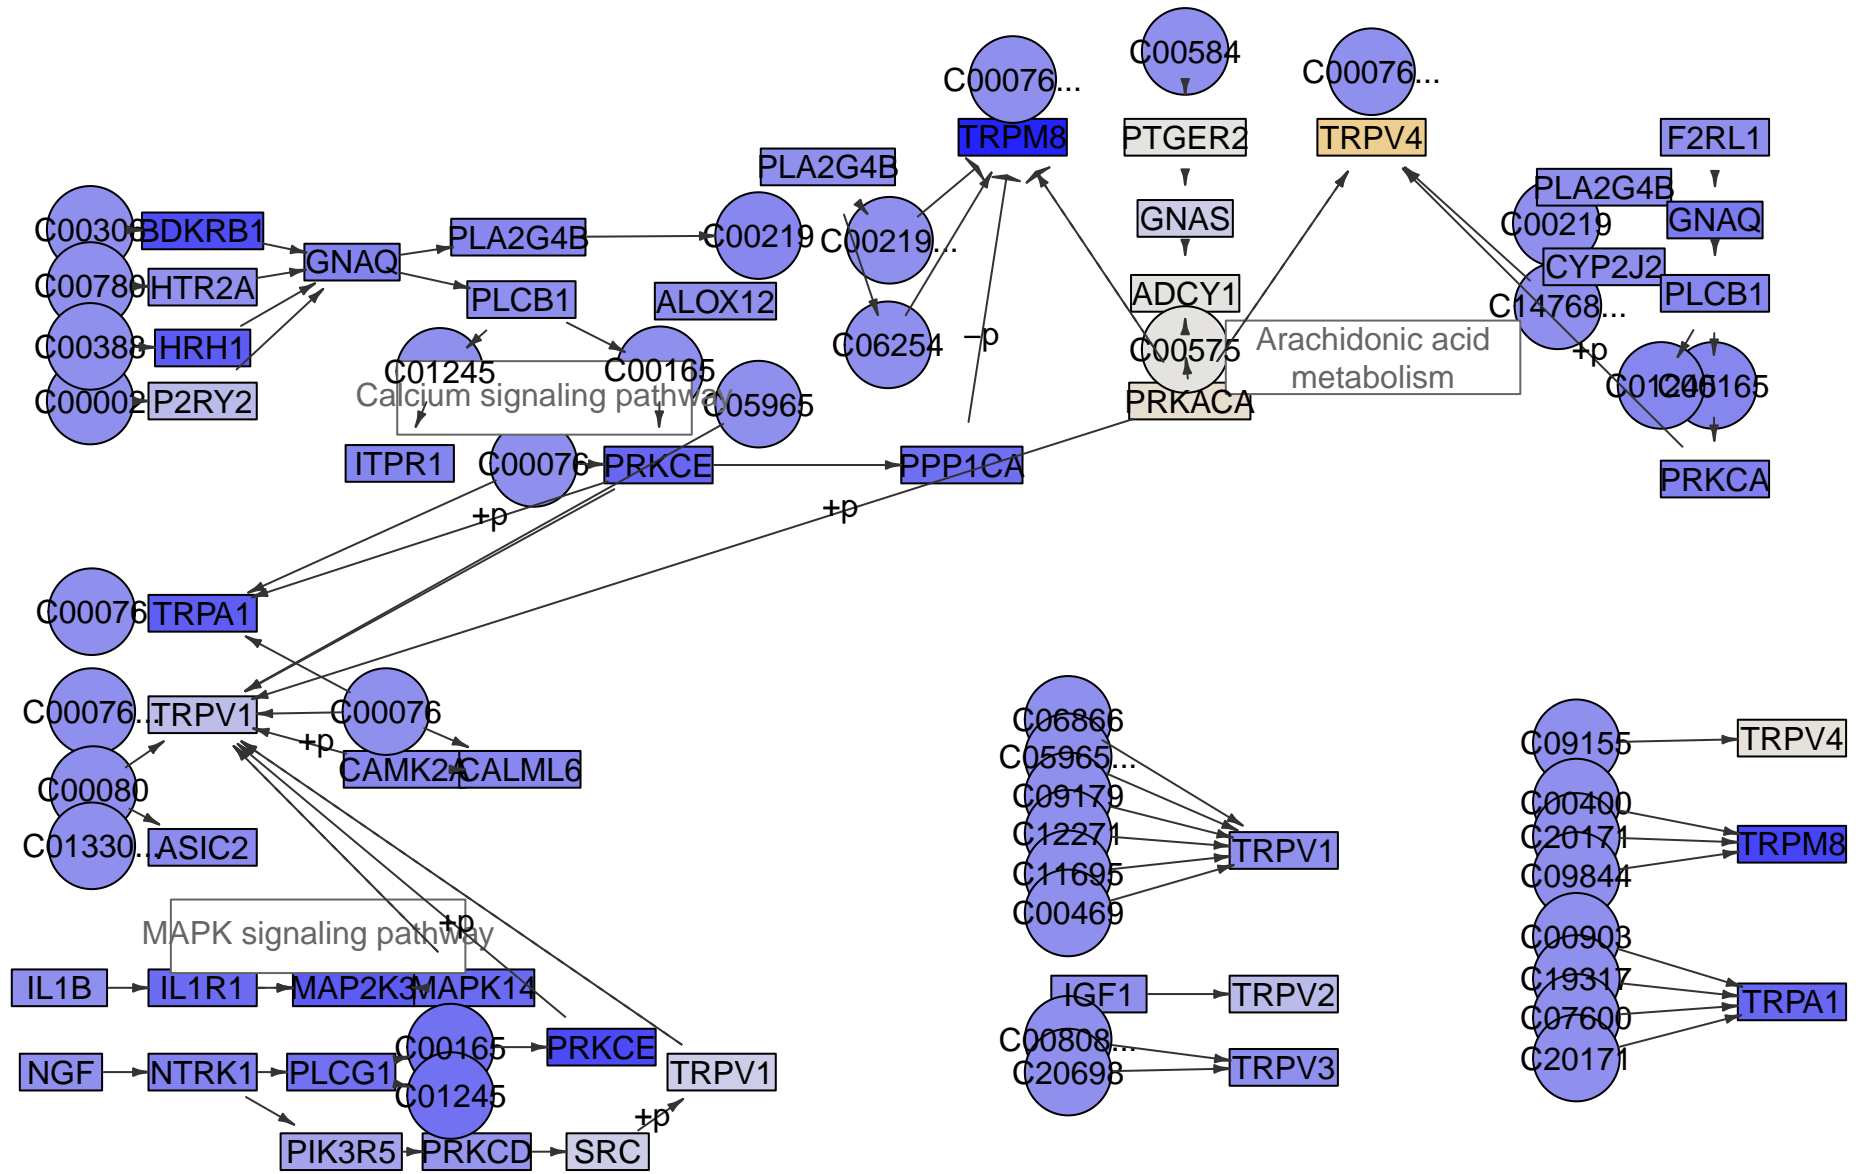 C00584
C00076...
C00076...
TRPM8
PTGER2
TRPV4
F2RL1
PLA2G4B
PLA2G4B
GNAS
C00219
GNAQ
BDKRB1
PLA2G4B
C00219
C00219...
GNAQ
CYP2J2
C00780
HTR2A
PLCB1
ALOX12
ADCY1
PLCB1
C14768...
C00388
HRH1
C06254
−p
C00575
Arachidonic acid
metabolism
+p
C01245
C00165
Calcium signaling pathway
C00002
P2RY2
C05965
PRKACA
C00165
ITPR1
C00076
PRKCE
PPP1CA
PRKCA
+p
+p
C00076
TRPA1
C00076...
TRPV1
C00076
+p
CAMK2A
CALML6
C00080
C01330...
ASIC2
C06866
C05965...
C09179
C12271
C11695
C00469
TRPV1
C09155
TRPV4
C00400
C20171
C09844
TRPM8
+p
MAPK signaling pathway
IL1B
IL1R1
MAP2K3
MAPK14
IGF1
TRPV2
C00903
C19317
C07600
C20171
TRPA1
C00165
PRKCE
C00808...
C20698
TRPV3
NGF
NTRK1
PLCG1
TRPV1
C01245
+p
PIK3R5
PRKCD
SRC